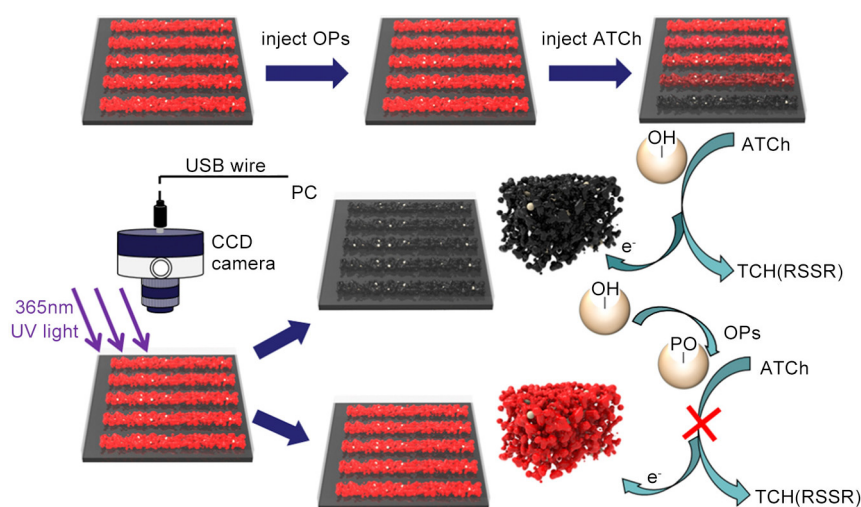 inject OPs
inject ATCh
OH
ATCh
USB wire
PC
CCD
camera
e-
TCH(RSSR)
365nm
UV light
OH
OPs
PO
ATCh
e-
TCH(RSSR)